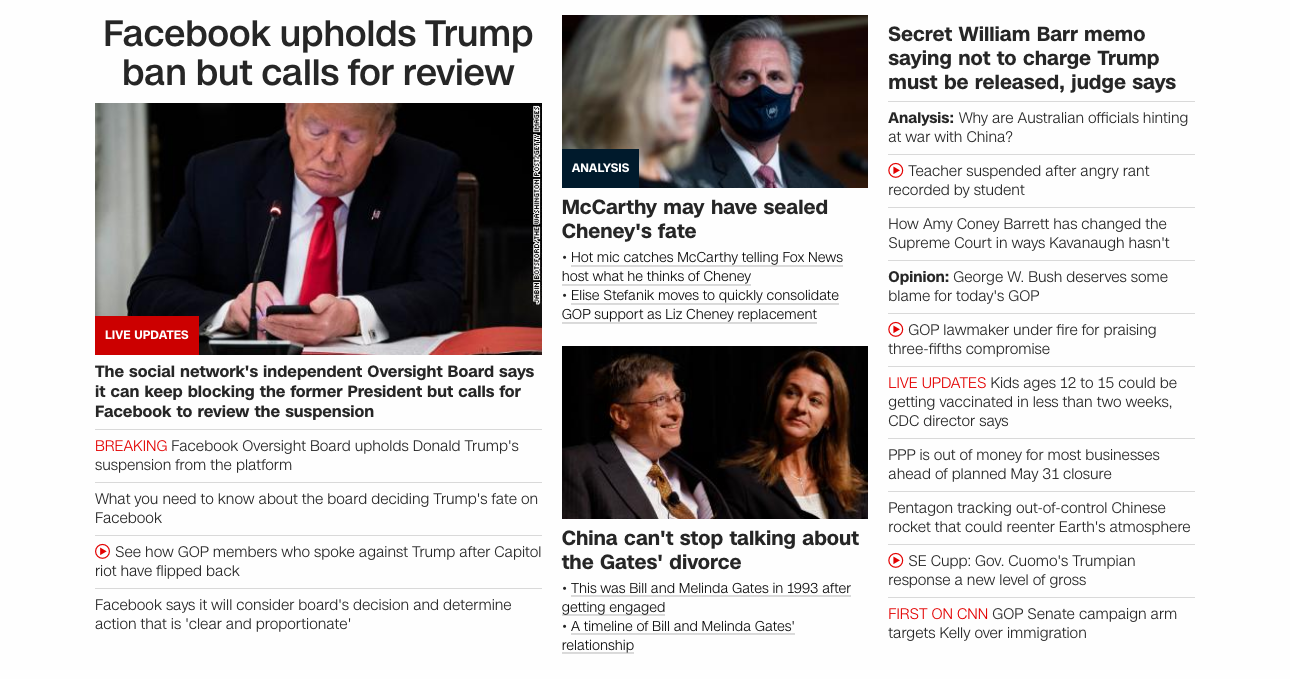 Facebook upholds Trump
ban but calls for review
JABIN BOTSFORD/THE WASHINGTON POST/GETTY IMAGES
LIVE UPDATES
The social network's independent Oversight Board says
it can keep blocking the former President but calls for
Facebook to review the suspension
BREAKING Facebook Oversight Board upholds Donald Trump's
suspension from the platform
What you need to know about the board deciding Trump's fate on
Facebook
See how GOP members who spoke against Trump after Capitol
riot have flipped back
Facebook says it will consider board's decision and determine
action that is 'clear and proportionate'
ANALYSIS
McCarthy may have sealed
Cheney's fate
• Hot mic catches McCarthy telling Fox News
host what he thinks of Cheney
• Elise Stefanik moves to quickly consolidate
GOP support as Liz Cheney replacement
China can't stop talking about
the Gates' divorce
• This was Bill and Melinda Gates in 1993 after
getting engaged
• A timeline of Bill and Melinda Gates'
relationship
Secret William Barr memo
saying not to charge Trump
must be released, judge says
Analysis: Why are Australian officials hinting
at war with China?
Teacher suspended after angry rant
recorded by student
How Amy Coney Barrett has changed the
Supreme Court in ways Kavanaugh hasn't
Opinion: George W. Bush deserves some
blame for today's GOP
GOP lawmaker under fire for praising
three-fifths compromise
LIVE UPDATES Kids ages 12 to 15 could be
getting vaccinated in less than two weeks,
CDC director says
PPP is out of money for most businesses
ahead of planned May 31 closure
Pentagon tracking out-of-control Chinese
rocket that could reenter Earth's atmosphere
SE Cupp: Gov. Cuomo's Trumpian
response a new level of gross
FIRST ON CNN GOP Senate campaign arm
targets Kelly over immigration